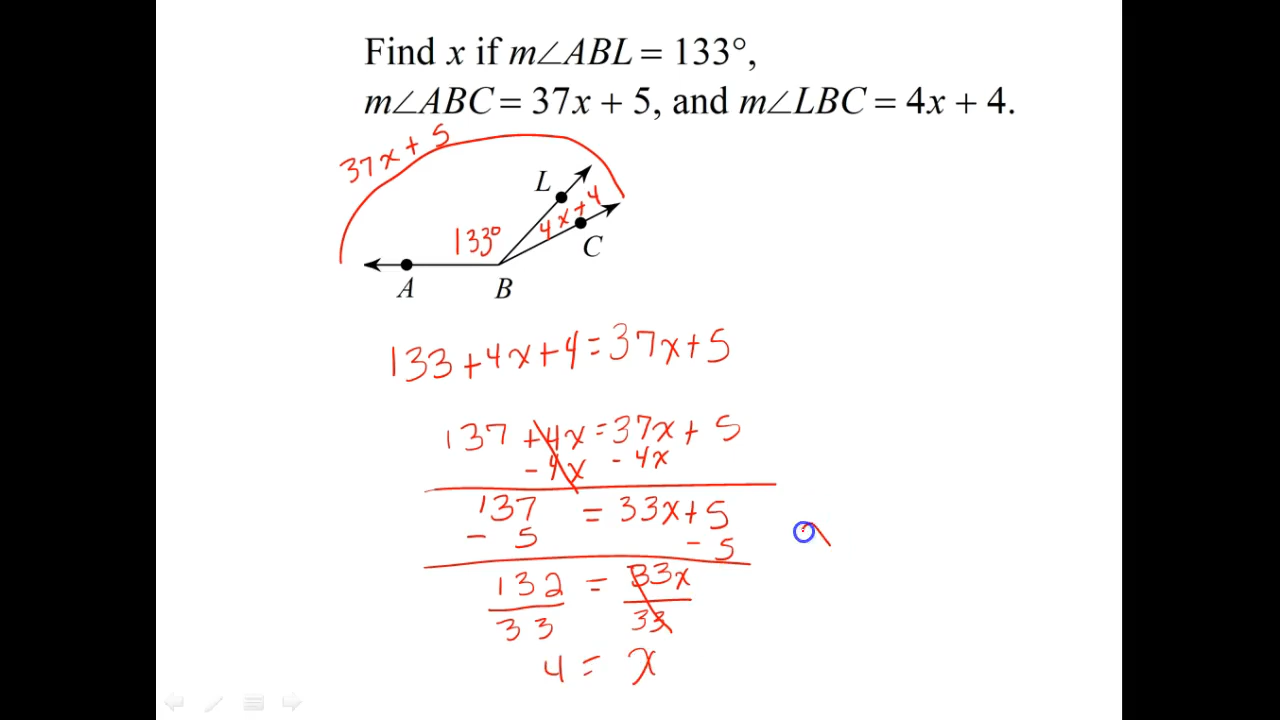 Find x if m∠ABL = 133°,
m∠ABC = 37x + 5, and m∠LBC = 4x + 4.
37x + 5
L
4x+4
133°
C
A
B
133+4x+4=37x+5
137 +4x=37x+ 5
- 4x - 4x
137 = 33x+5
- 5 - 5
132 = 33x
33 33
4 = x